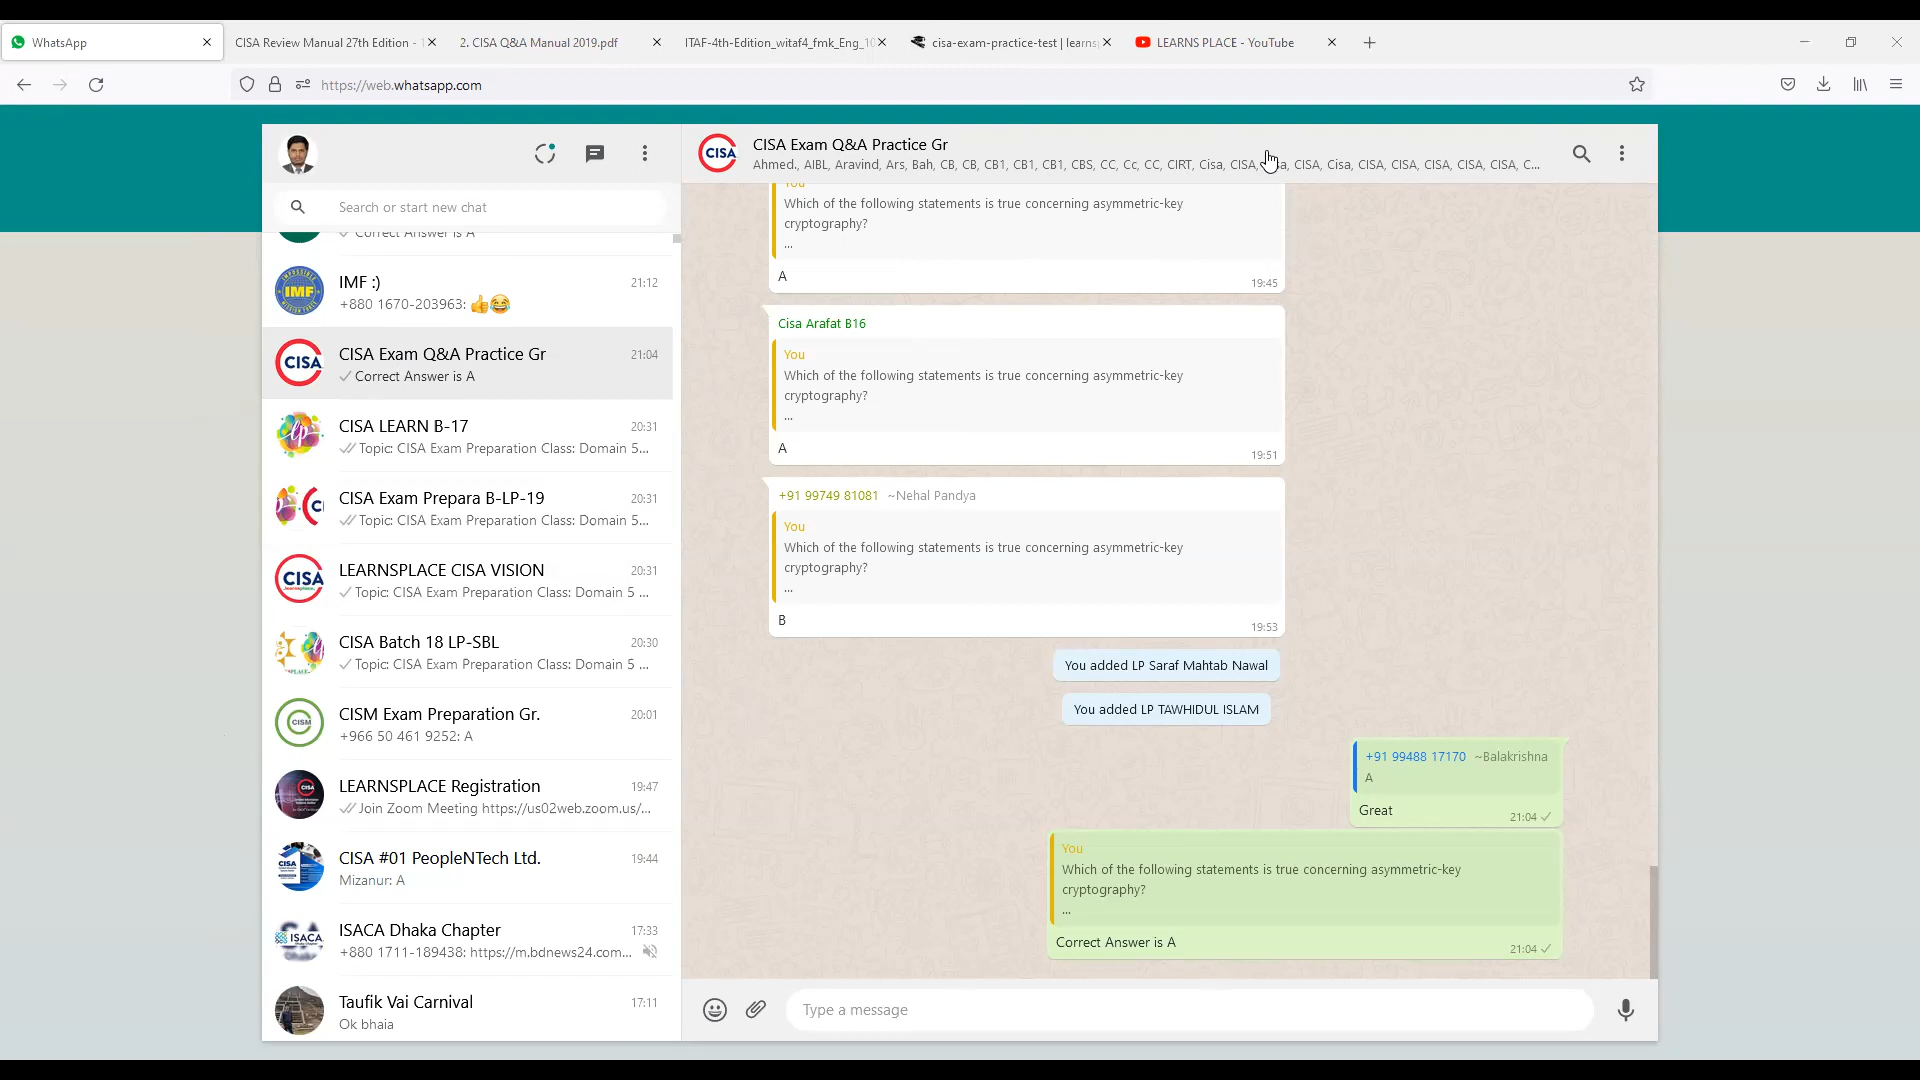 WhatsApp
CISA Review Manual 27th Edition -
2. CISA Q&A Manual 2019.pdf
ITAF-4th-Edition_witaf4_fmk_Eng_10
cisa-exam-practice-test | learns
LEARNS PLACE - YouTube
https://web.whatsapp.com
Search or start new chat
Correct Answer is A
IMF :)
21:12
+880 1670-203963: 👍😂
CISA Exam Q&A Practice Gr
21:04
Correct Answer is A
CISA LEARN B-17
20:31
Topic: CISA Exam Preparation Class: Domain 5...
CISA Exam Prepara B-LP-19
20:31
Topic: CISA Exam Preparation Class: Domain 5...
LEARNSPLACE CISA VISION
20:31
Topic: CISA Exam Preparation Class: Domain 5 ...
CISA Batch 18 LP-SBL
20:30
Topic: CISA Exam Preparation Class: Domain 5 ...
CISM Exam Preparation Gr.
20:01
+966 50 461 9252: A
LEARNSPLACE Registration
19:47
Join Zoom Meeting https://us02web.zoom.us/...
CISA #01 PeopleNTech Ltd.
19:44
Mizanur: A
ISACA Dhaka Chapter
17:33
+880 1711-189438: https://m.bdnews24.com...
Taufik Vai Carnival
17:11
Ok bhaia
CISA
CISA Exam Q&A Practice Gr
Ahmed., AIBL, Aravind, Ars, Bah, CB, CB, CB1, CB1, CB1, CBS, CC, Cc, CC, CIRT, Cisa, CISA, CISA, Cisa, CISA, CISA, CISA, CISA, C...
You
Which of the following statements is true concerning asymmetric-key
cryptography?
...
A
19:45
Cisa Arafat B16
You
Which of the following statements is true concerning asymmetric-key
cryptography?
...
A
19:51
+91 99749 81081 ~Nehal Pandya
You
Which of the following statements is true concerning asymmetric-key
cryptography?
...
B
19:53
You added LP Saraf Mahtab Nawal
You added LP TAWHIDUL ISLAM
+91 99488 17170 ~Balakrishna
A
Great
21:04
You
Which of the following statements is true concerning asymmetric-key
cryptography?
...
Correct Answer is A
21:04
Type a message